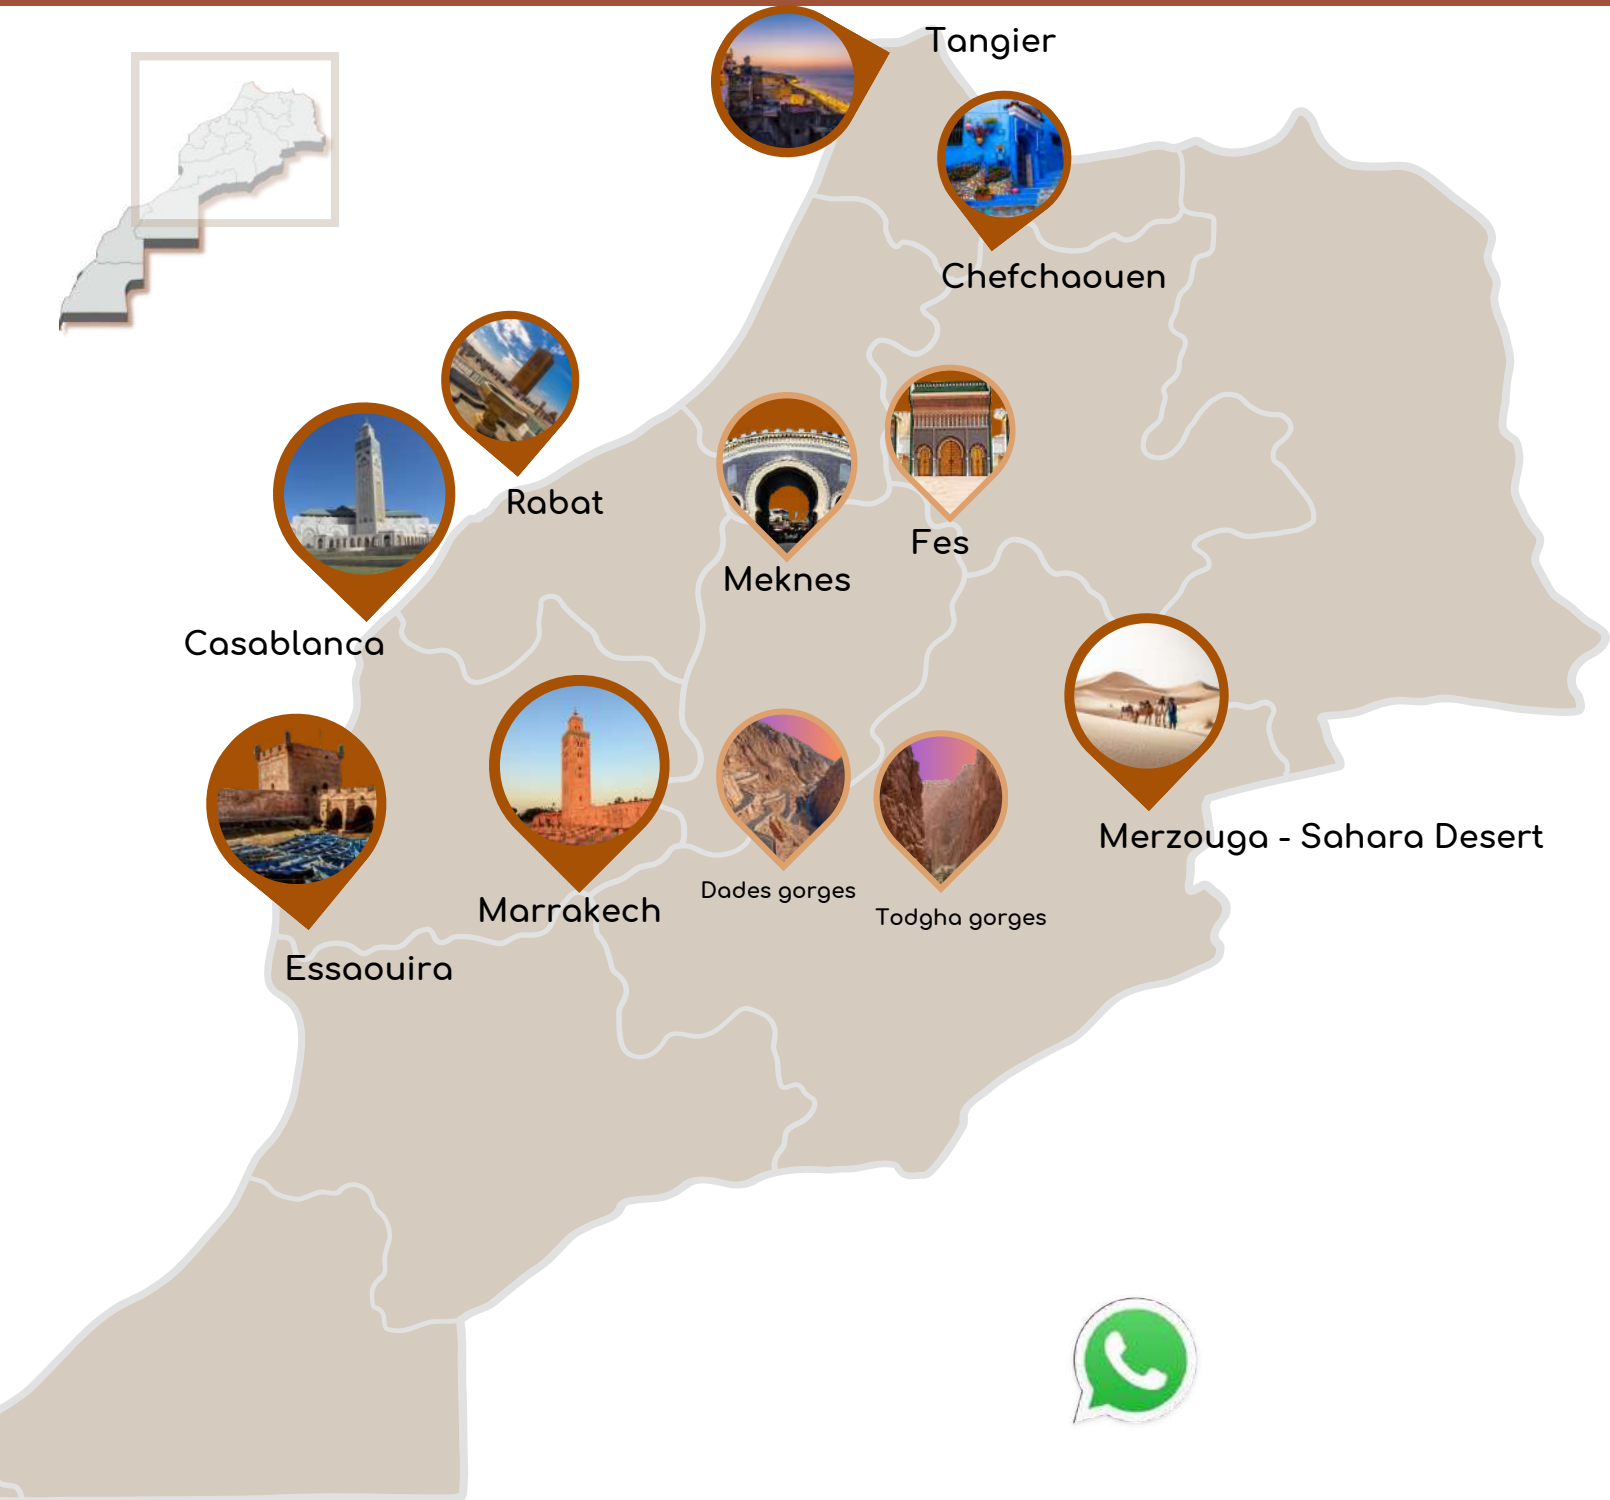 Tangier
Chefchaouen
Rabat
Fes
Meknes
Casablanca
Merzouga - Sahara Desert
Dades gorges
Marrakech
Todgha gorges
Essaouira